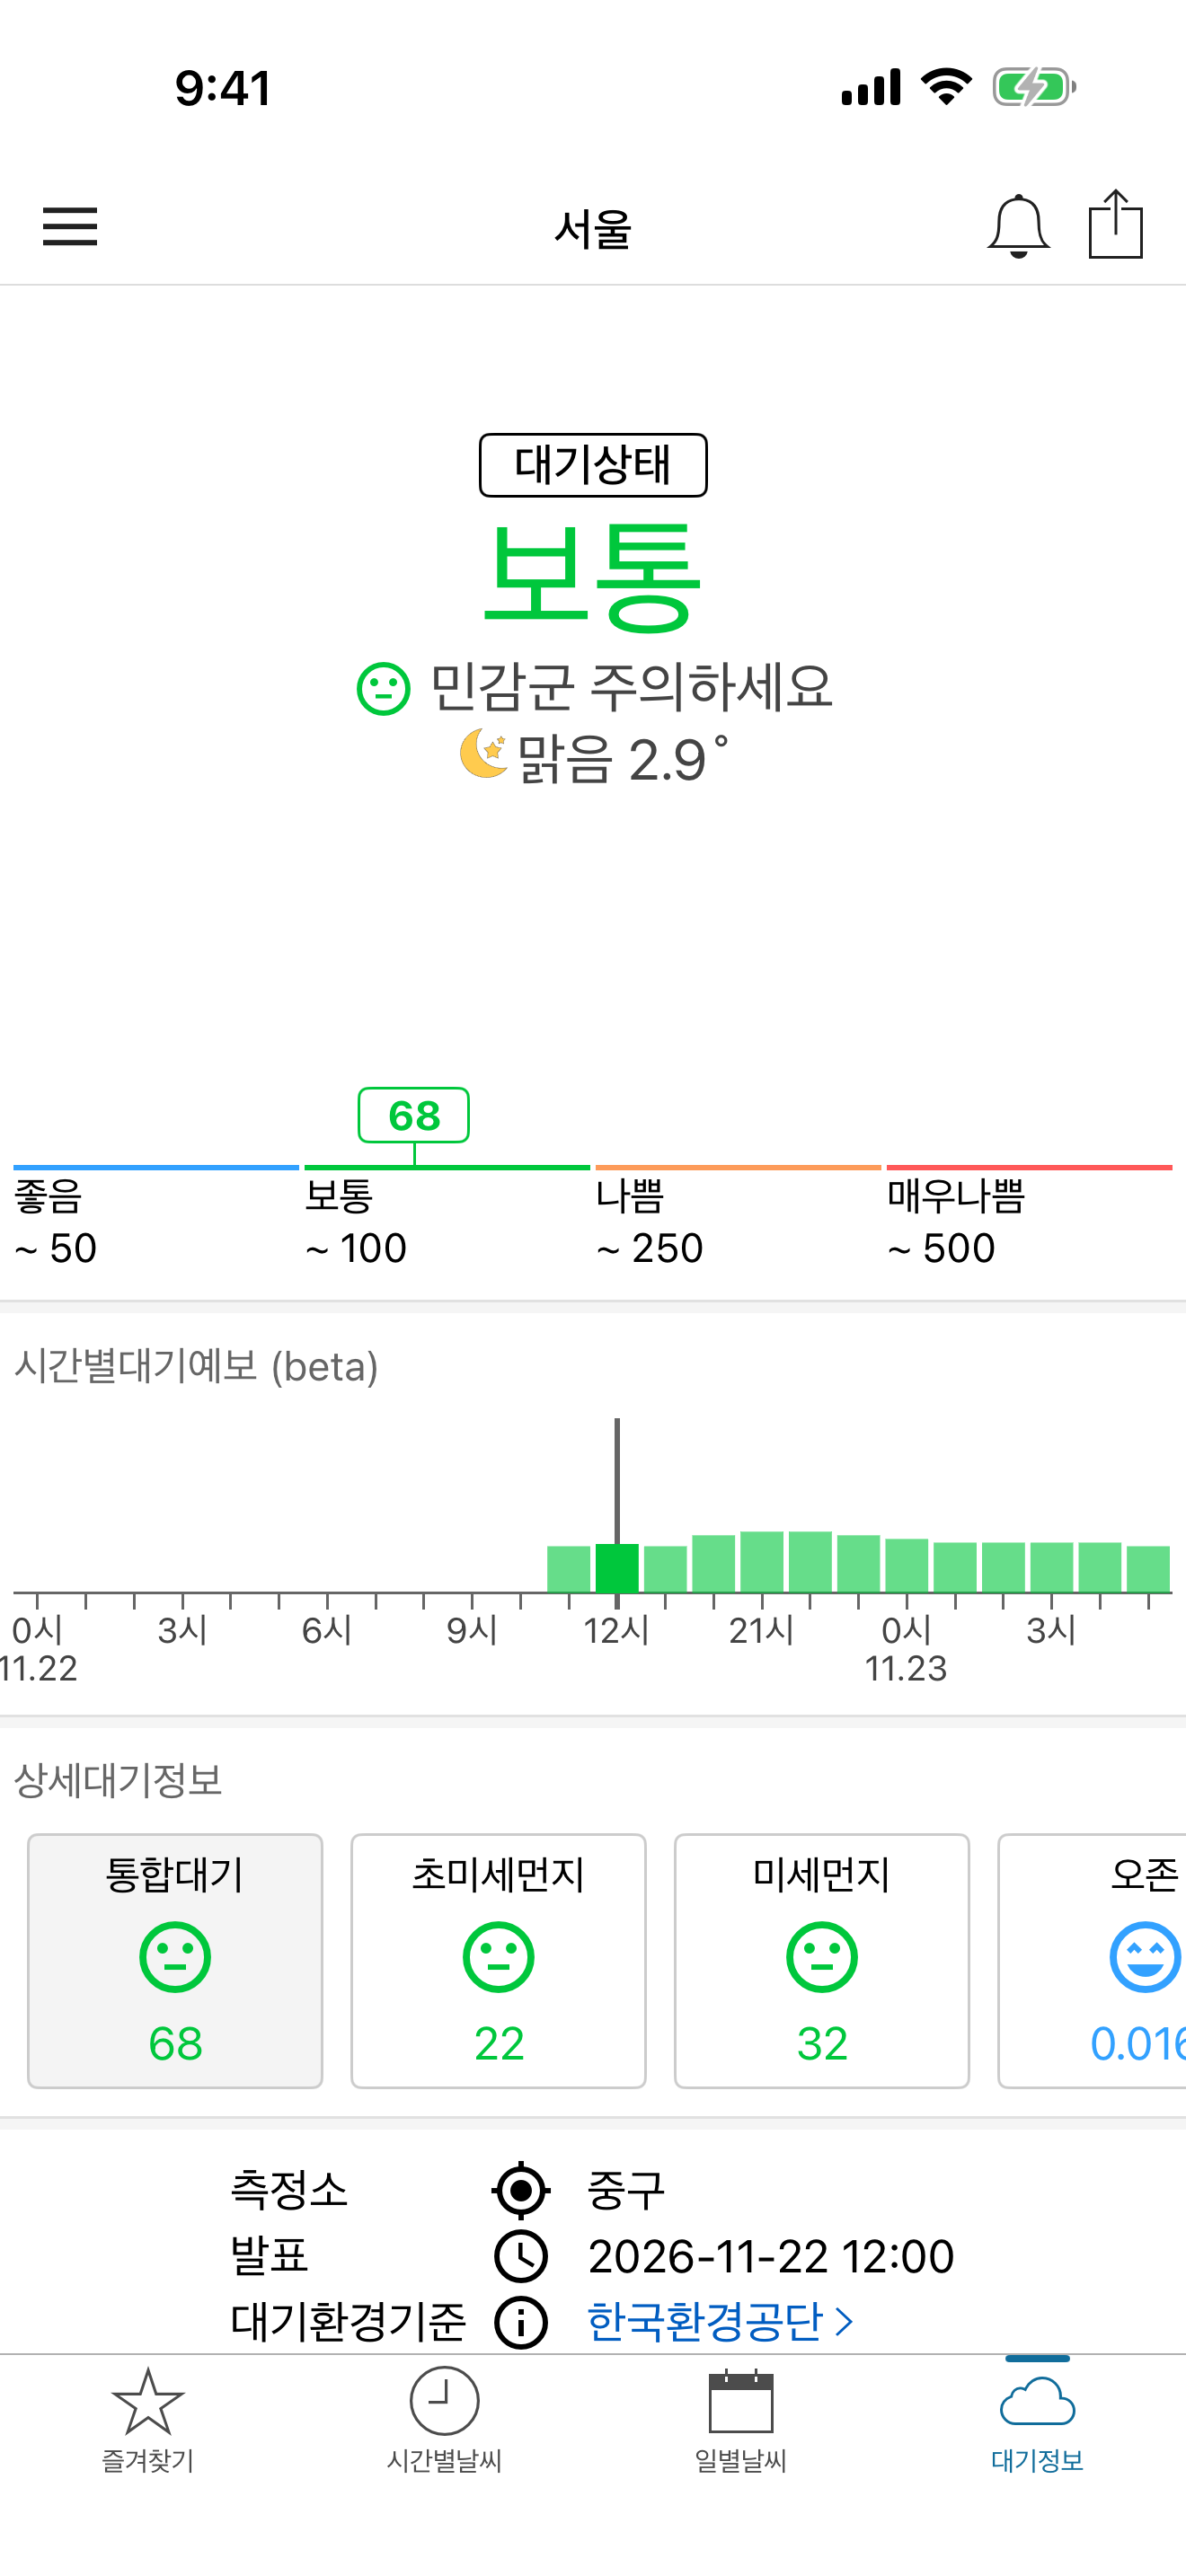 9:41
서울
대기상태
보통
민감군 주의하세요
맑음 2.9˚
68
좋음 보통 나쁨 매우나쁨
~ 50 ~ 100 ~ 250 ~ 500
시간별대기예보 (beta)
0시 3시 6시 9시 12시 21시 0시 3시
11.22 11.23
상세대기정보
통합대기 초미세먼지 미세먼지 오존
68 22 32 0.016
측정소 중구
발표 2026-11-22 12:00
대기환경기준 한국환경공단
즐겨찾기 시간별날씨 일별날씨 대기정보